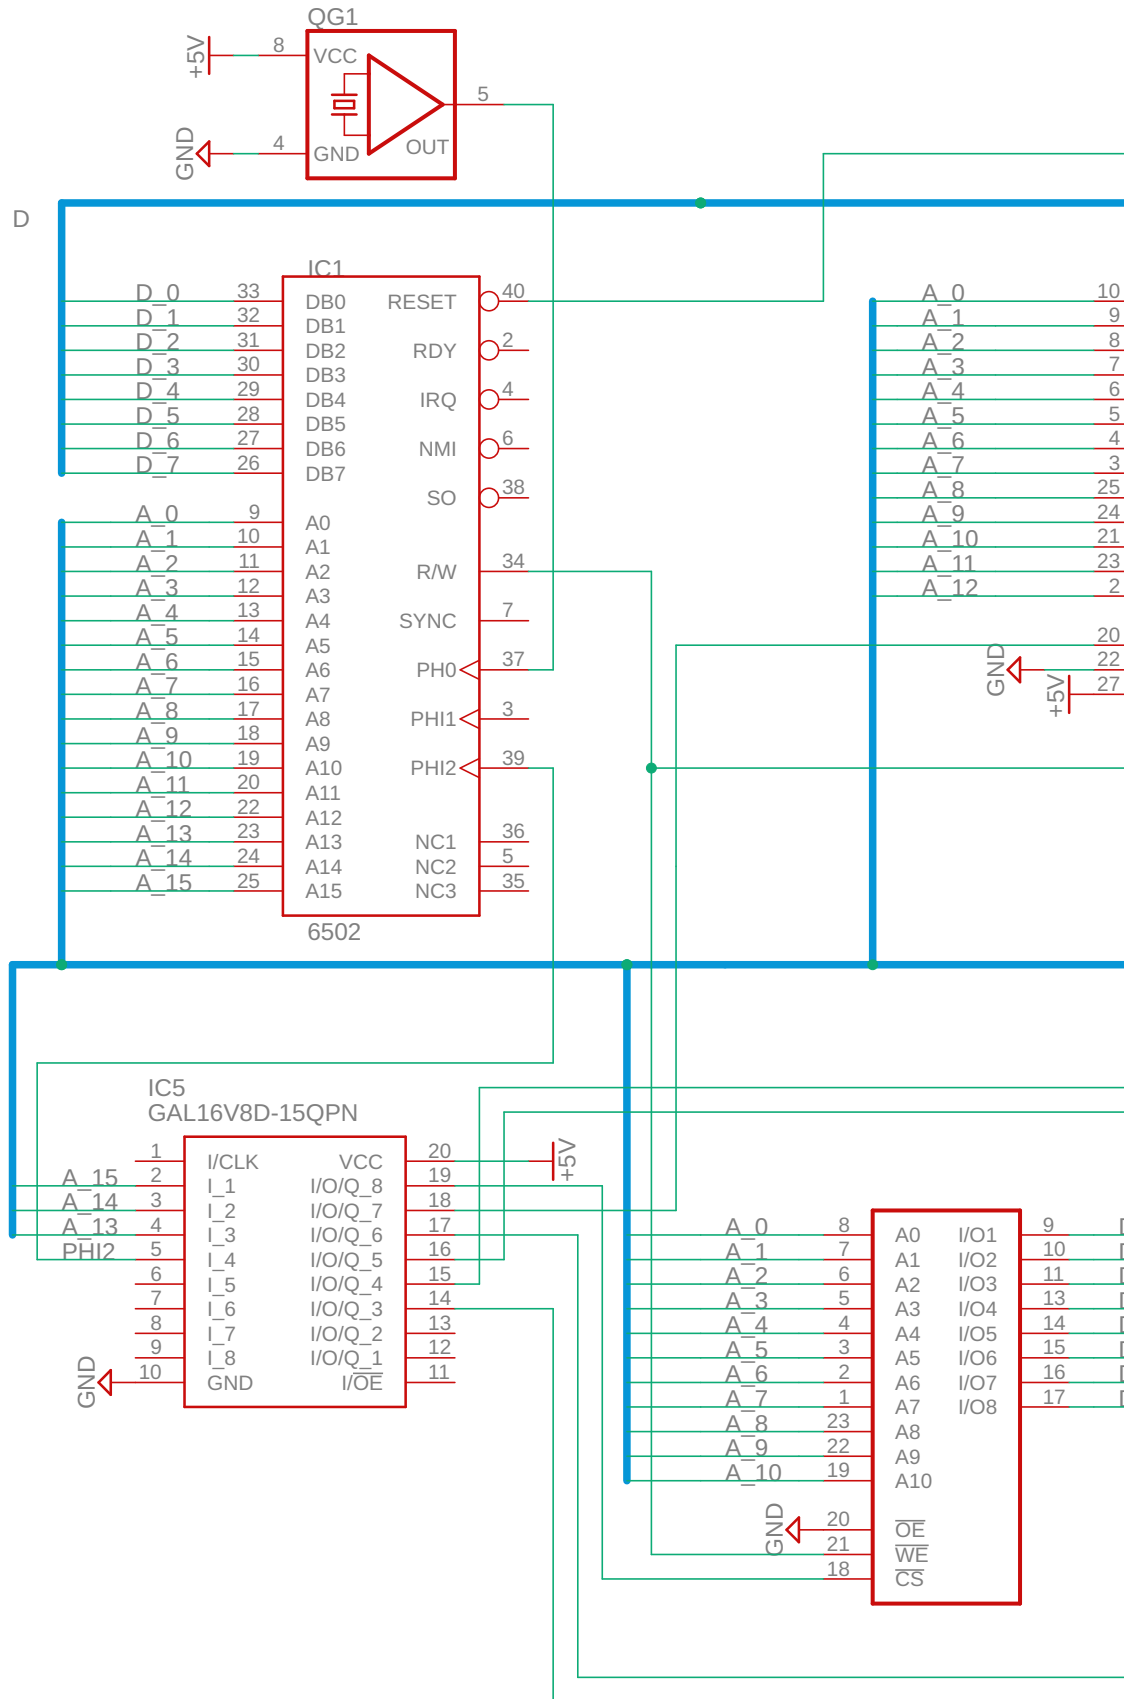 QG1
+5V 8 VCC
5
GND 4 GND OUT
D
IC1
D_0 33 DB0 RESET 40
D_1 32 DB1
D_2 31 DB2 RDY 2
D_3 30 DB3
D_4 29 DB4 IRQ 4
D_5 28 DB5
D_6 27 DB6 NMI 6
D_7 26 DB7
SO 38
A_0 9 A0
A_1 10 A1
A_2 11 A2 R/W 34
A_3 12 A3
A_4 13 A4 SYNC 7
A_5 14 A5
A_6 15 A6 PH0 37
A_7 16 A7
A_8 17 A8 PHI1 3
A_9 18 A9
A_10 19 A10 PHI2 39
A_11 20 A11
A_12 22 A12
A_13 23 A13 NC1 36
A_14 24 A14 NC2 5
A_15 25 A15 NC3 35
6502
A_0 10
A_1 9
A_2 8
A_3 7
A_4 6
A_5 5
A_6 4
A_7 3
A_8 25
A_9 24
A_10 21
A_11 23
A_12 2
20
GND 22
+5V 27
IC5
GAL16V8D-15QPN
1 I/CLK VCC 20 +5V
A_15 2 I_1 I/O/Q_8 19
A_14 3 I_2 I/O/Q_7 18
A_13 4 I_3 I/O/Q_6 17
PHI2 5 I_4 I/O/Q_5 16
6 I_5 I/O/Q_4 15
7 I_6 I/O/Q_3 14
8 I_7 I/O/Q_2 13
9 I_8 I/O/Q_1 12
GND 10 GND I/OE 11
A_0 8 A0 I/O1 9
A_1 7 A1 I/O2 10
A_2 6 A2 I/O3 11
A_3 5 A3 I/O4 13
A_4 4 A4 I/O5 14
A_5 3 A5 I/O6 15
A_6 2 A6 I/O7 16
A_7 1 A7 I/O8 17
A_8 23 A8
A_9 22 A9
A_10 19 A10
GND 20 OE
21 WE
18 CS